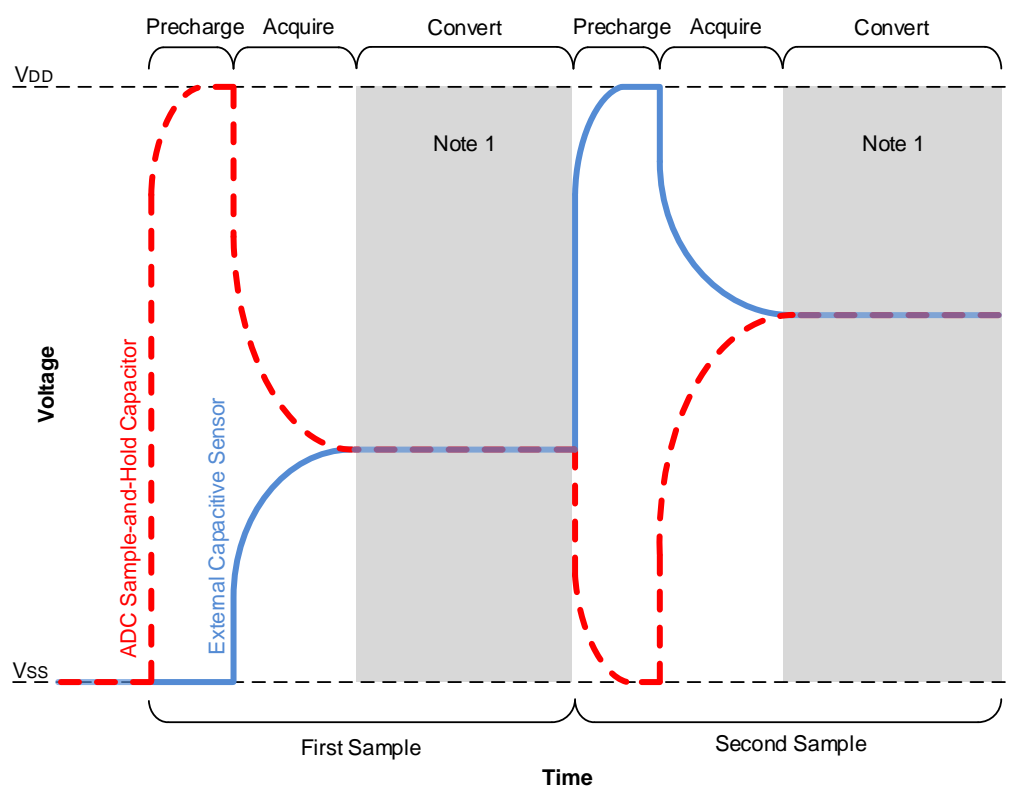 Precharge Acquire Convert Precharge Acquire Convert
VDD
Note 1 Note 1
Voltage
ADC Sample-and-Hold Capacitor
External Capacitive Sensor
VSS
First Sample Second Sample
Time